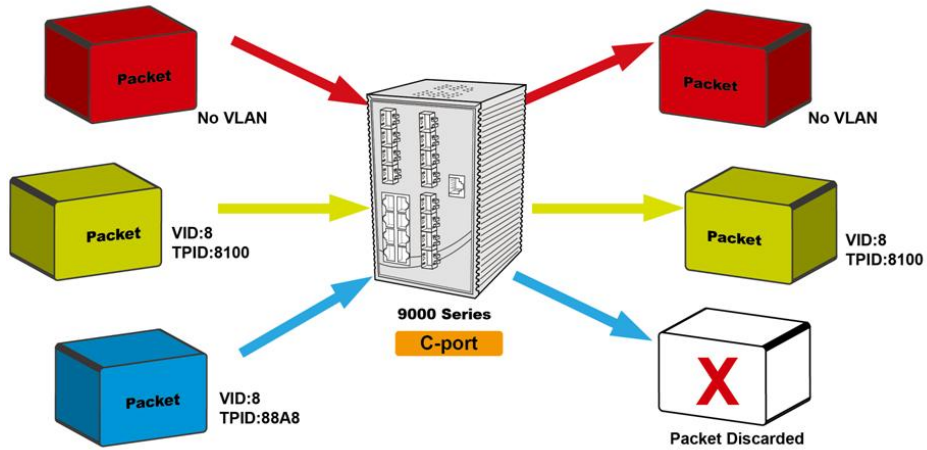 Packet
No VLAN
Packet
No VLAN
Packet
VID:8
TPID:8100
Packet
VID:8
TPID:8100
9000 Series
C-port
Packet
VID:8
TPID:88A8
X
Packet Discarded